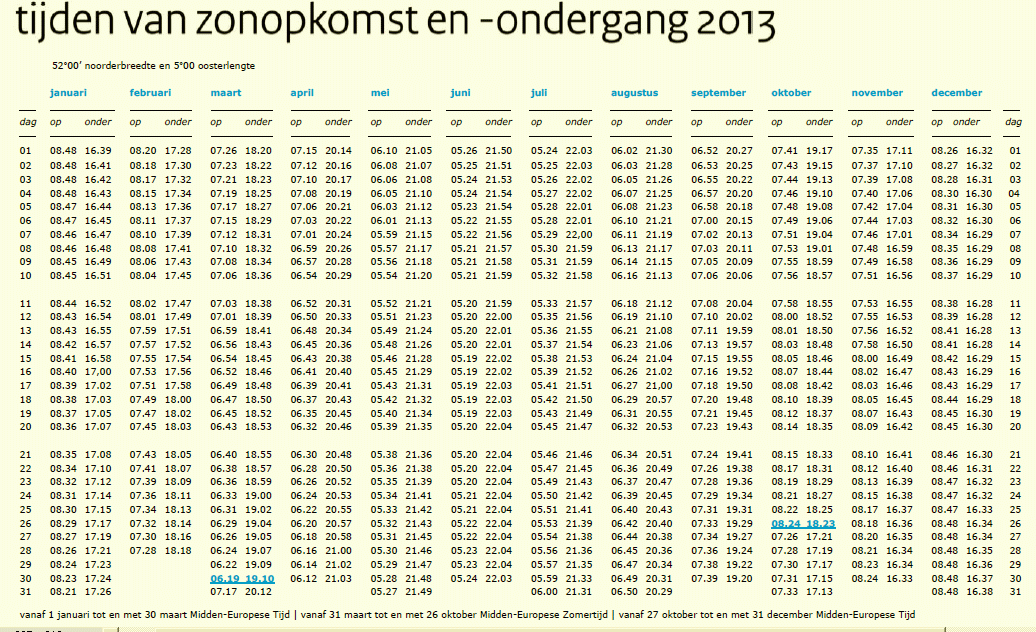 tijden van zonopkomst en -ondergang 2013
52°00’ noorderbreedte en 5°00 oosterlengte
januari februari maart april mei juni juli augustus september oktober november december
dag op onder op onder op onder op onder op onder op onder op onder op onder op onder op onder op onder op onder dag
01 08.48 16.39 08.20 17.28 07.26 18.20 07.15 20.14 06.10 21.05 05.26 21.50 05.24 22.03 06.02 21.30 06.52 20.27 07.41 19.17 07.35 17.11 08.26 16.32 01
02 08.48 16.41 08.18 17.30 07.23 18.22 07.12 20.16 06.08 21.07 05.25 21.51 05.25 22.03 06.03 21.28 06.53 20.25 07.43 19.15 07.37 17.10 08.27 16.32 02
03 08.48 16.42 08.17 17.32 07.21 18.23 07.10 20.17 06.06 21.08 05.24 21.53 05.26 22.02 06.05 21.26 06.55 20.22 07.44 19.13 07.39 17.08 08.28 16.31 03
04 08.48 16.43 08.15 17.34 07.19 18.25 07.08 20.19 06.05 21.10 05.24 21.54 05.27 22.02 06.07 21.25 06.57 20.20 07.46 19.10 07.40 17.06 08.30 16.30 04
05 08.47 16.44 08.13 17.36 07.17 18.27 07.06 20.21 06.03 21.12 05.23 21.54 05.28 22.01 06.08 21.23 06.58 20.18 07.48 19.08 07.42 17.04 08.31 16.30 05
06 08.47 16.45 08.11 17.37 07.15 18.29 07.03 20.22 06.01 21.13 05.22 21.55 05.28 22.01 06.10 21.21 07.00 20.15 07.49 19.06 07.44 17.03 08.32 16.30 06
07 08.46 16.47 08.10 17.39 07.12 18.31 07.01 20.24 05.59 21.15 05.22 21.56 05.29 22,00 06.11 21.19 07.02 20.13 07.51 19.04 07.46 17.01 08.34 16.29 07
08 08.46 16.48 08.08 17.41 07.10 18.32 06.59 20.26 05.57 21.17 05.21 21.57 05.30 21.59 06.13 21.17 07.03 20.11 07.53 19.01 07.48 16.59 08.35 16.29 08
09 08.45 16.49 08.06 17.43 07.08 18.34 06.57 20.28 05.56 21.18 05.21 21.58 05.31 21.59 06.14 21.15 07.05 20.09 07.55 18.59 07.49 16.58 08.36 16.29 09
10 08.45 16.51 08.04 17.45 07.06 18.36 06.54 20.29 05.54 21.20 05.21 21.59 05.32 21.58 06.16 21.13 07.06 20.06 07.56 18.57 07.51 16.56 08.37 16.29 10
11 08.44 16.52 08.02 17.47 07.03 18.38 06.52 20.31 05.52 21.21 05.20 21.59 05.33 21.57 06.18 21.12 07.08 20.04 07.58 18.55 07.53 16.55 08.38 16.28 11
12 08.43 16.54 08.01 17.49 07.01 18.39 06.50 20.33 05.51 21.23 05.20 22.00 05.35 21.56 06.19 21.10 07.10 20.02 08.00 18.52 07.55 16.53 08.39 16.28 12
13 08.43 16.55 07.59 17.51 06.59 18.41 06.48 20.34 05.49 21.24 05.20 22.01 05.36 21.55 06.21 21.08 07.11 19.59 08.01 18.50 07.56 16.52 08.41 16.28 13
14 08.42 16.57 07.57 17.52 06.56 18.43 06.45 20.36 05.48 21.26 05.20 22.01 05.37 21.54 06.23 21.06 07.13 19.57 08.03 18.48 07.58 16.50 08.41 16.28 14
15 08.41 16.58 07.55 17.54 06.54 18.45 06.43 20.38 05.46 21.28 05.19 22.02 05.38 21.53 06.24 21.04 07.15 19.55 08.05 18.46 08.00 16.49 08.42 16.29 15
16 08.40 17,00 07.53 17.56 06.52 18.46 06.41 20.40 05.45 21.29 05.19 22.02 05.39 21.52 06.26 21.02 07.16 19.52 08.07 18.44 08.02 16.47 08.43 16.29 16
17 08.39 17.02 07.51 17.58 06.49 18.48 06.39 20.41 05.43 21.31 05.19 22.03 05.41 21.51 06.27 21,00 07.18 19.50 08.08 18.42 08.03 16.46 08.43 16.29 17
18 08.38 17.03 07.49 18.00 06.47 18.50 06.37 20.43 05.42 21.32 05.19 22.03 05.42 21.50 06.29 20.57 07.20 19.48 08.10 18.39 08.05 16.45 08.44 16.29 18
19 08.37 17.05 07.47 18.02 06.45 18.52 06.35 20.45 05.40 21.34 05.19 22.03 05.43 21.49 06.31 20.55 07.21 19.45 08.12 18.37 08.07 16.43 08.45 16.30 19
20 08.36 17.07 07.45 18.03 06.43 18.53 06.32 20.46 05.39 21.35 05.20 22.04 05.45 21.47 06.32 20.53 07.23 19.43 08.14 18.35 08.09 16.42 08.45 16.30 20
21 08.35 17.08 07.43 18.05 06.40 18.55 06.30 20.48 05.38 21.36 05.20 22.04 05.46 21.46 06.34 20.51 07.24 19.41 08.15 18.33 08.10 16.41 08.46 16.30 21
22 08.34 17.10 07.41 18.07 06.38 18.57 06.28 20.50 05.36 21.38 05.20 22.04 05.47 21.45 06.36 20.49 07.26 19.38 08.17 18.31 08.12 16.40 08.46 16.31 22
23 08.32 17.12 07.39 18.09 06.36 18.59 06.26 20.52 05.35 21.39 05.20 22.04 05.49 21.43 06.37 20.47 07.28 19.36 08.19 18.29 08.13 16.39 08.47 16.32 23
24 08.31 17.14 07.36 18.11 06.33 19.00 06.24 20.53 05.34 21.41 05.21 22.04 05.50 21.42 06.39 20.45 07.29 19.34 08.21 18.27 08.15 16.38 08.47 16.32 24
25 08.30 17.15 07.34 18.13 06.31 19.02 06.22 20.55 05.33 21.42 05.21 22.04 05.51 21.41 06.40 20.43 07.31 19.31 08.22 18.25 08.17 16.37 08.47 16.33 25
26 08.29 17.17 07.32 18.14 06.29 19.04 06.20 20.57 05.32 21.43 05.22 22.04 05.53 21.39 06.42 20.40 07.33 19.29 08.24 18.23 08.18 16.36 08.48 16.34 26
27 08.27 17.19 07.30 18.16 06.26 19.05 06.18 20.58 05.31 21.45 05.22 22.04 05.54 21.38 06.44 20.38 07.34 19.27 07.26 17.21 08.20 16.35 08.48 16.34 27
28 08.26 17.21 07.28 18.18 06.24 19.07 06.16 21.00 05.30 21.46 05.23 22.04 05.56 21.36 06.45 20.36 07.36 19.24 07.28 17.19 08.21 16.34 08.48 16.35 28
29 08.24 17.23 06.22 19.09 06.14 21.02 05.29 21.47 05.23 22.04 05.57 21.35 06.47 20.34 07.38 19.22 07.30 17.17 08.23 16.34 08.48 16.36 29
30 08.23 17.24 06.19 19.10 06.12 21.03 05.28 21.48 05.24 22.03 05.59 21.33 06.49 20.31 07.39 19.20 07.31 17.15 08.24 16.33 08.48 16.37 30
31 08.21 17.26 07.17 20.12 05.27 21.49 06.00 21.31 06.50 20.29 07.33 17.13 08.48 16.38 31
vanaf 1 januari tot en met 30 maart Midden-Europese Tijd | vanaf 31 maart tot en met 26 oktober Midden-Europese Zomertijd | vanaf 27 oktober tot en met 31 december Midden-Europese Tijd